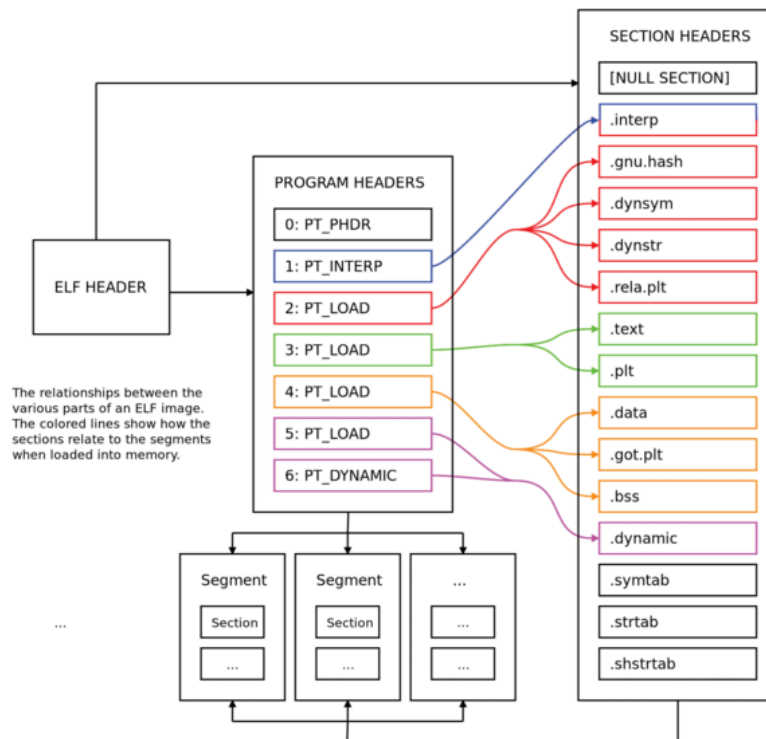 SECTION HEADERS
[NULL SECTION]
.interp
.gnu.hash
.dynsym
.dynstr
.rela.plt
.text
.plt
.data
.got.plt
.bss
.dynamic
.symtab
.strtab
.shstrtab
PROGRAM HEADERS
0: PT_PHDR
1: PT_INTERP
2: PT_LOAD
3: PT_LOAD
4: PT_LOAD
5: PT_LOAD
6: PT_DYNAMIC
ELF HEADER
The relationships between the
various parts of an ELF image.
The colored lines show how the
sections relate to the segments
when loaded into memory.
...
Segment
Section
...
Segment
Section
...
...
...
...